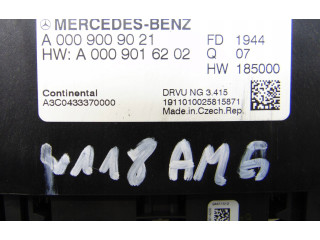 MERCEDES-BENZ
A 000 900 90 21
FD 1944
Q 07
HW: A 000 901 62 02
HW 185000
Continental
A3C0433370000
DRVU NG 3.415
1911010025815871
Made in Czech.Rep.
W118 AMG